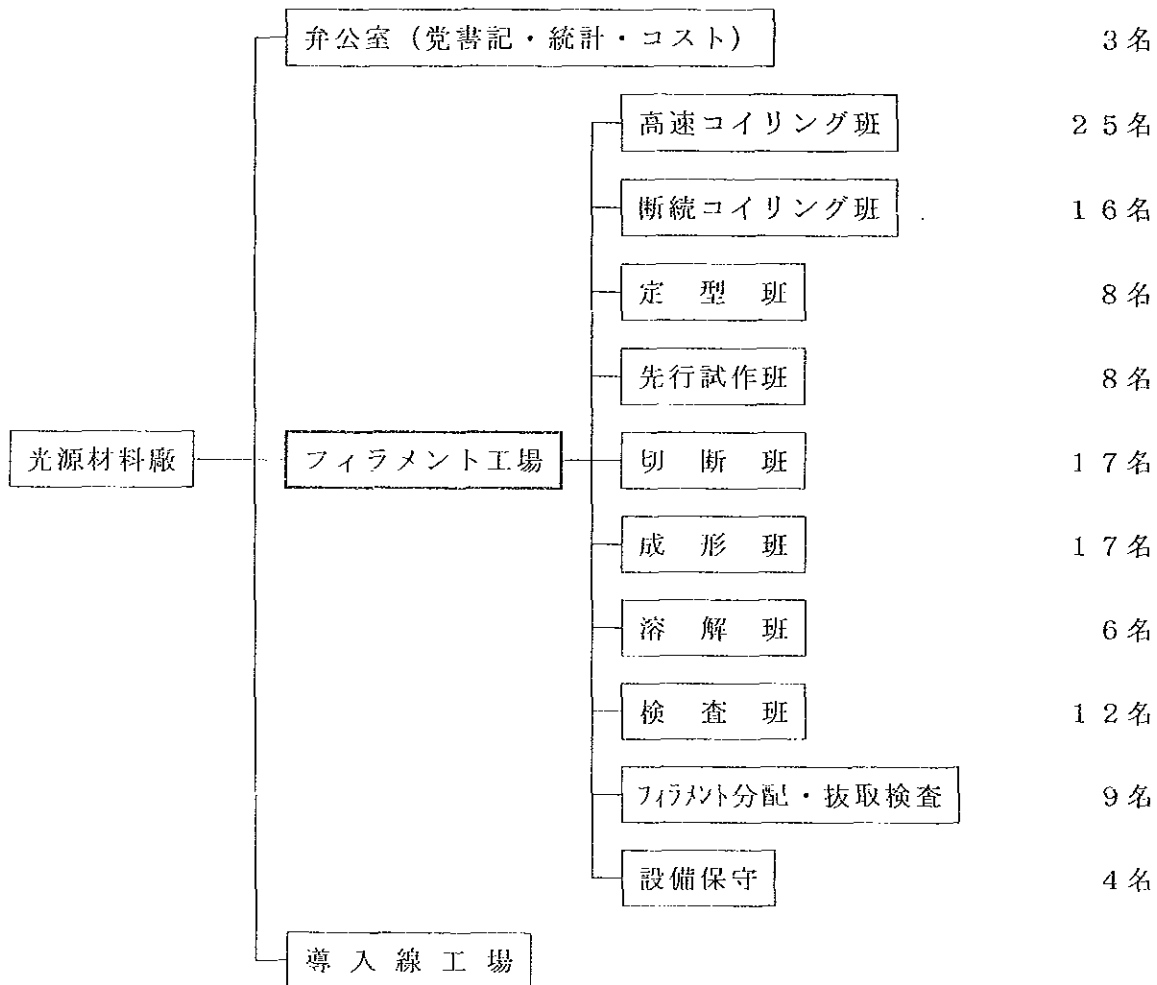 弁公室（党書記・統計・コスト） 3名
高速コイリング班 25名
断続コイリング班 16名
定型班 8名
先行試作班 8名
光源材料廠 フィラメント工場 切断班 17名
成形班 17名
溶解班 6名
検査班 12名
フィラメント分配・抜取検査 9名
設備保守 4名
導入線工場